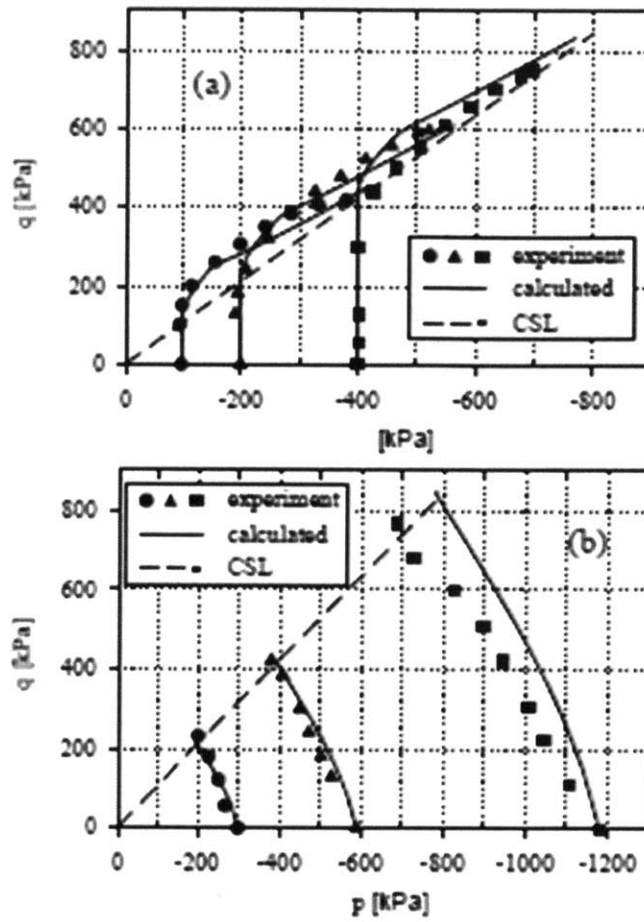 (a)
q [kPa]
800
600
400
200
0
experiment
calculated
CSL
0 -200 -400 -600 -800
[kPa]
experiment
calculated
CSL
(b)
q [kPa]
800
600
400
200
0
0 -200 -400 -600 -800 -1000 -1200
p [kPa]